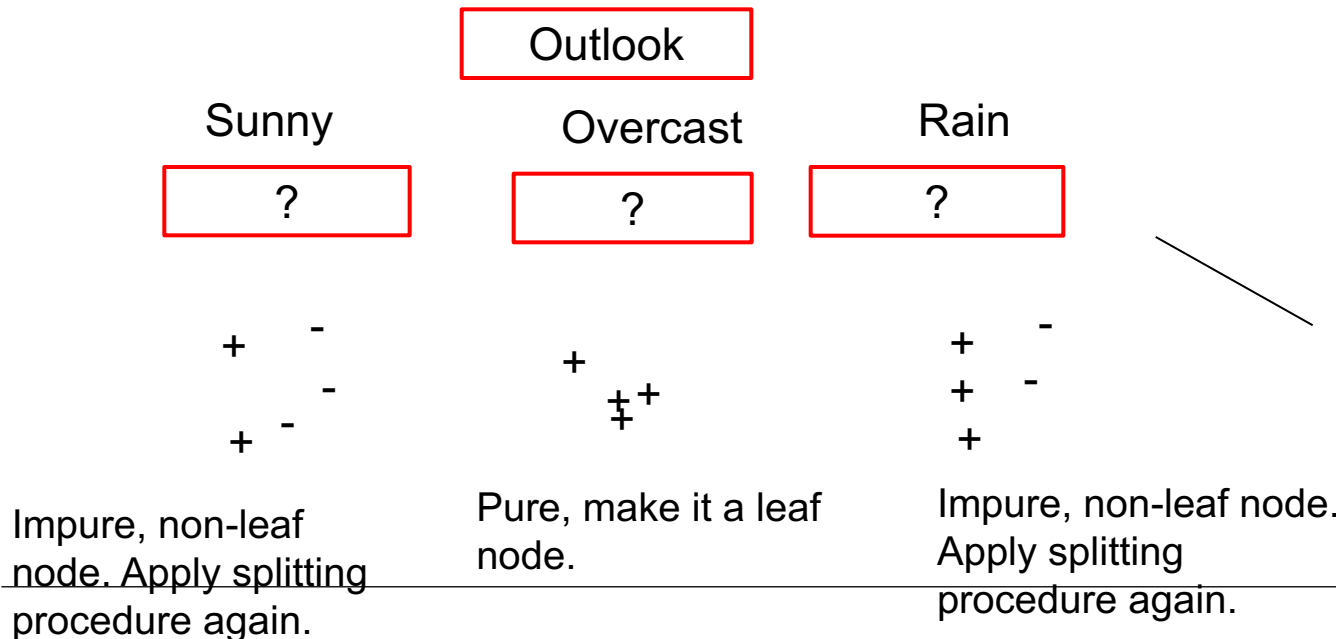 Outlook
Sunny
Overcast
Rain
?
?
?
+ -
+
+ -
-
+ +
+ -
+ -
+
+
+
Impure, non-leaf
node. Apply splitting
procedure again.
Pure, make it a leaf
node.
Impure, non-leaf node.
Apply splitting
procedure again.